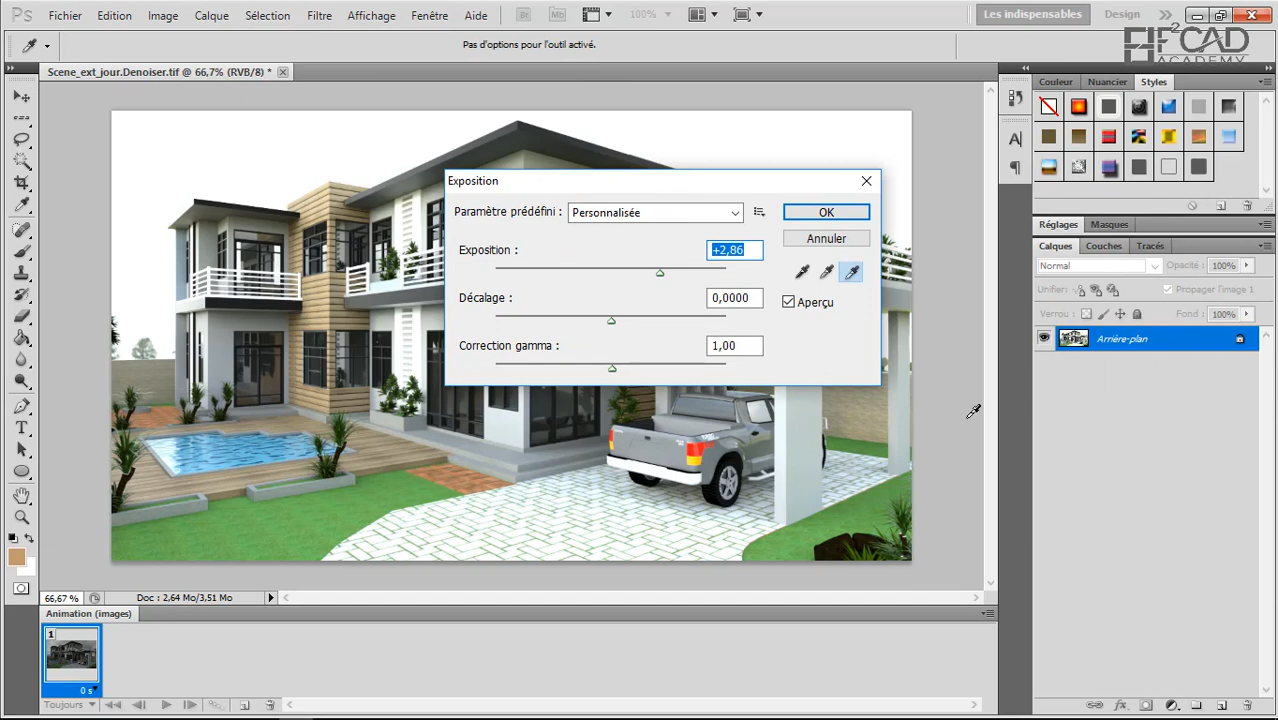 Ps Fichier Edition Image Calque Sélection Filtre Affichage Fenêtre Aide Br Mb 100% Les indispensables Design
Pas d'options pour l'outil activé.
F²CAD
ACADEMY
Scene_ext_jour.Denoiser.tif @ 66,7% (RVB/8) *
Couleur Nuancier Styles
Exposition
Paramètre prédéfini : Personnalisée OK
Annuler
Exposition : +2,86
Décalage : 0,0000 Aperçu
Correction gamma : 1,00
Réglages Masques
Calques Couches Tracés
Normal Opacité : 100%
Unifier : Propager l'image 1
Verrou : Fond : 100%
Arrière-plan
66,67 % Doc : 2,64 Mo/3,51 Mo
Animation (images)
1
0 s
Toujours